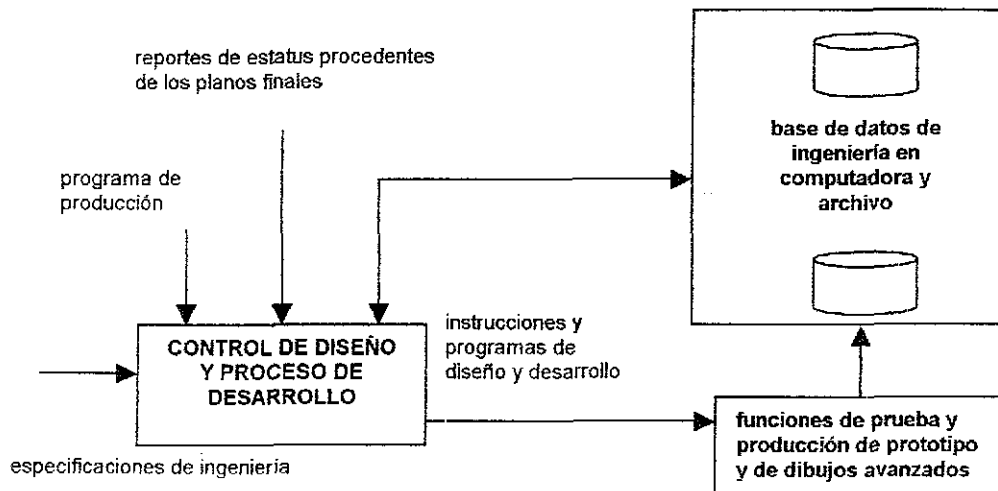 reportes de estatus procedentes
de los planos finales
programa de
producción
base de datos de
ingeniería en
computadora y
archivo
instrucciones y
programas de
diseño y desarrollo
CONTROL DE DISEÑO
Y PROCESO DE
DESARROLLO
especificaciones de ingeniería
funciones de prueba y
producción de prototipo
y de dibujos avanzados